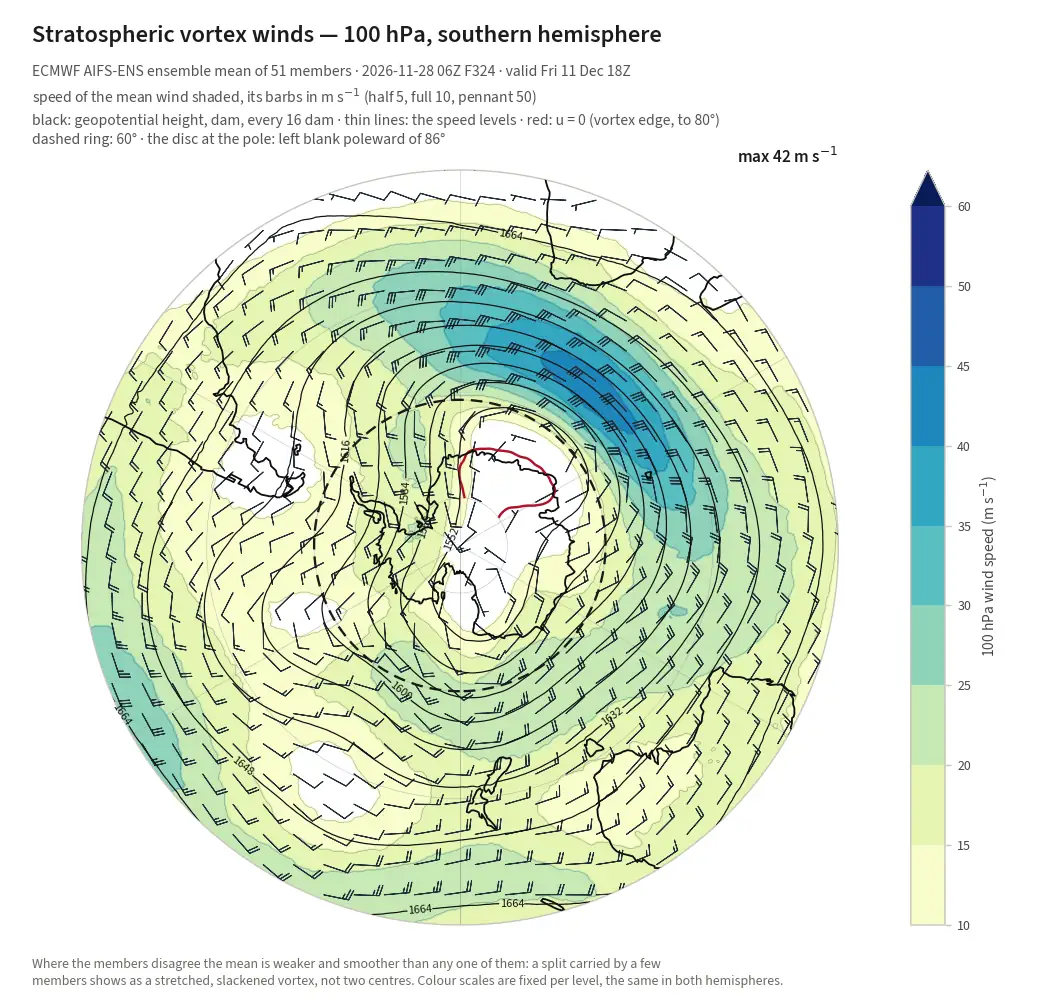 Stratospheric vortex winds — 100 hPa, southern hemisphere
ECMWF AIFS-ENS ensemble mean of 51 members · 2026-11-28 06Z F324 · valid Fri 11 Dec 18Z
speed of the mean wind shaded, its barbs in m s⁻¹ (half 5, full 10, pennant 50)
black: geopotential height, dam, every 16 dam · thin lines: the speed levels · red: u = 0 (vortex edge, to 80°)
dashed ring: 60° · the disc at the pole: left blank poleward of 86°
max 42 m s⁻¹
1664
1616
1584
1552
1600
1632
1664
1648
1664
1664
60
50
45
40
35
30
25
20
15
10
100 hPa wind speed (m s⁻¹)
Where the members disagree the mean is weaker and smoother than any one of them: a split carried by a few
members shows as a stretched, slackened vortex, not two centres. Colour scales are fixed per level, the same in both hemispheres.